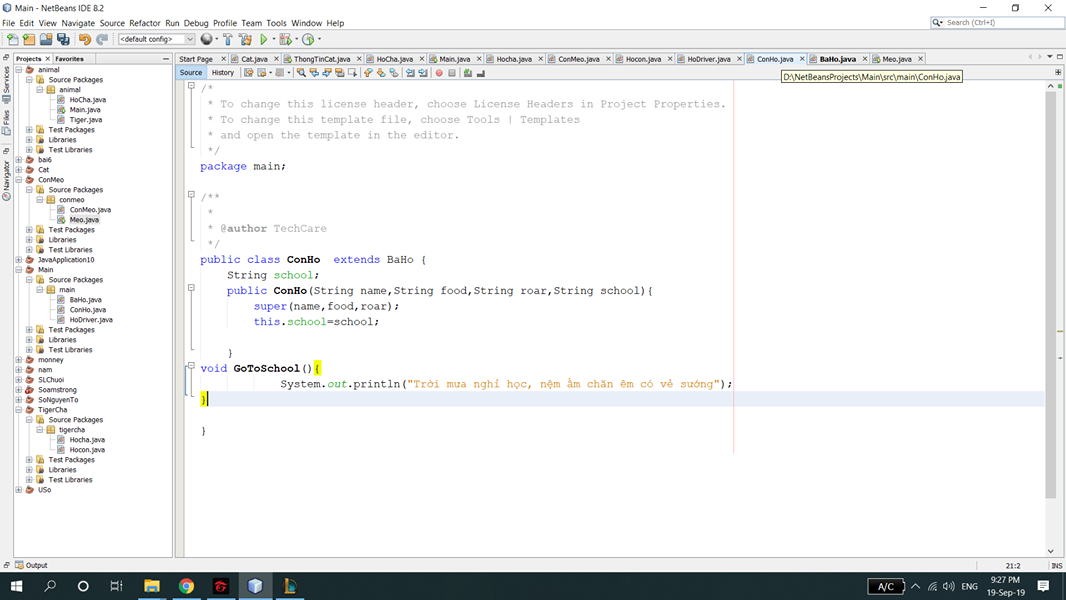 Main - NetBeans IDE 8.2
File Edit View Navigate Source Refactor Run Debug Profile Team Tools Window Help
Search (Ctrl+I)
<default config>
Projects Favorites
Start Page Cat.java ThongTinCat.java HoCha.java Main.java Hocha.java ConMeo.java Hocon.java HoDriver.java ConHo.java BaHo.java Meo.java
Source History
D:\NetBeansProjects\Main\src\main\ConHo.java
Services
Files
Navigator
animal
Source Packages
animal
HoCha.java
Main.java
Tiger.java
Test Packages
Libraries
Test Libraries
bai6
Cat
ConMeo
Source Packages
conmeo
ConMeo.java
Meo.java
Test Packages
Libraries
Test Libraries
JavaApplication10
Main
Source Packages
main
BaHo.java
ConHo.java
HoDriver.java
Test Packages
Libraries
Test Libraries
monney
nam
SLChuoi
Soamstrong
SoNguyenTo
TigerCha
Source Packages
tigercha
Hocha.java
Hocon.java
Test Packages
Libraries
Test Libraries
USo
/*
* To change this license header, choose License Headers in Project Properties.
* To change this template file, choose Tools | Templates
* and open the template in the editor.
*/
package main;
/**
*
* @author TechCare
*/
public class ConHo  extends BaHo {
String school;
public ConHo(String name,String food,String roar,String school){
super(name,food,roar);
this.school=school;
}
void GoToSchool(){
System.out.println("Trời mưa nghỉ học, nệm ấm chăn êm có vẻ sướng");
}
}
Output
21:2 INS
A/C ENG 9:27 PM
19-Sep-19